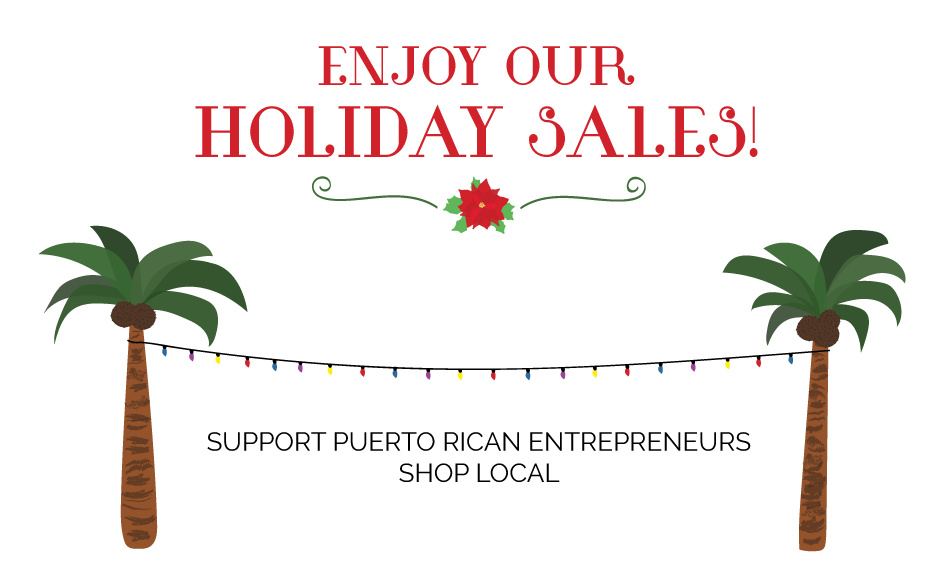 ENJOY OUR
HOLIDAY SALES!
SUPPORT PUERTO RICAN ENTREPRENEURS
SHOP LOCAL